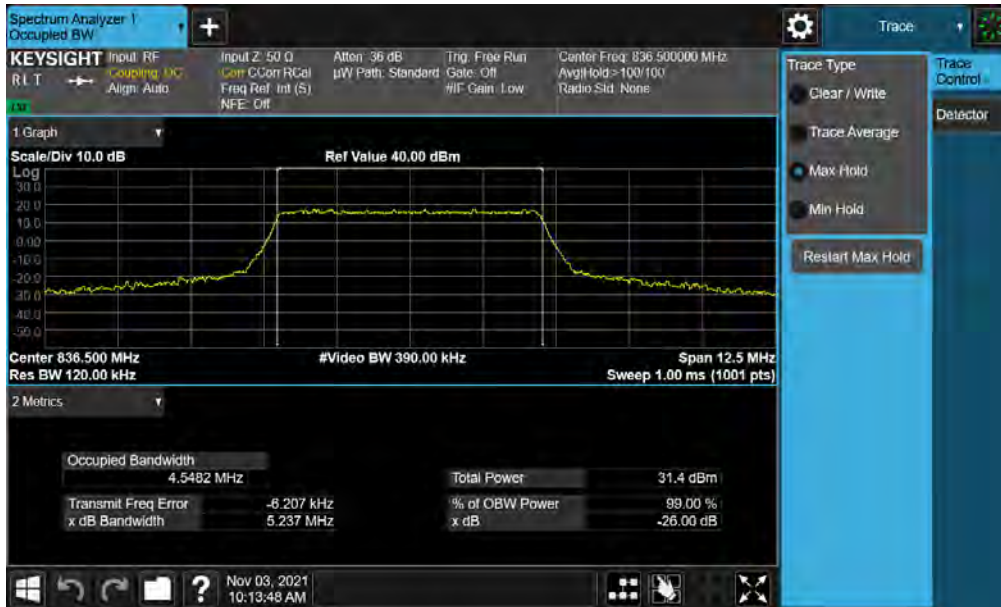 Spectrum Analyzer 1
Occupied BW
+
Trace
KEYSIGHT
RLT
Input: RF
Coupling: DC
Align: Auto
Input Z: 50 Ω
Corr CCorr RCal
Freq Ref: Int (S)
NFE: Off
Atten: 36 dB
µW Path: Standard
Trig: Free Run
Gate: Off
#IF Gain: Low
Center Freq: 836.500000 MHz
Avg|Hold:>100/100
Radio Std: None
Trace Type
Clear / Write
Trace Average
Max Hold
Min Hold
Restart Max Hold
Trace
Control
Detector
1 Graph
Scale/Div 10.0 dB
Ref Value 40.00 dBm
Log
30.0
20.0
10.0
0.00
-10.0
-20.0
-30.0
-40.0
-50.0
Center 836.500 MHz
#Video BW 390.00 kHz
Span 12.5 MHz
Res BW 120.00 kHz
Sweep 1.00 ms (1001 pts)
2 Metrics
Occupied Bandwidth
4.5482 MHz
Total Power
31.4 dBm
Transmit Freq Error
-6.207 kHz
% of OBW Power
99.00 %
x dB Bandwidth
5.237 MHz
x dB
-26.00 dB
?
Nov 03, 2021
10:13:48 AM